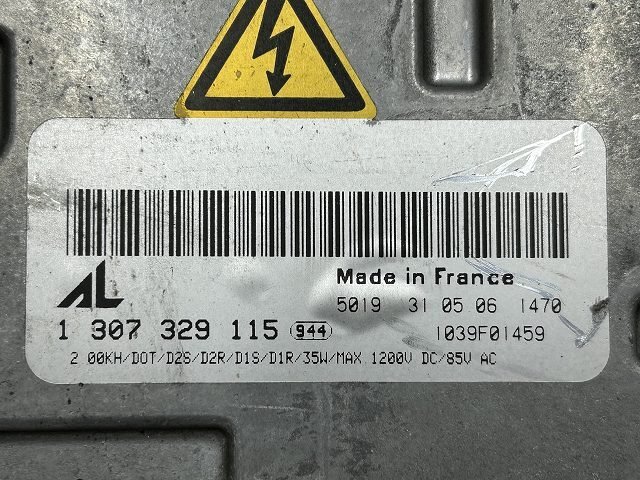 AL
Made in France
5019 31 05 06 1470
1 307 329 115 944 1039F01459
2 00KH/DOT/D2S/D2R/D1S/D1R/35W/MAX 1200V DC/85V AC